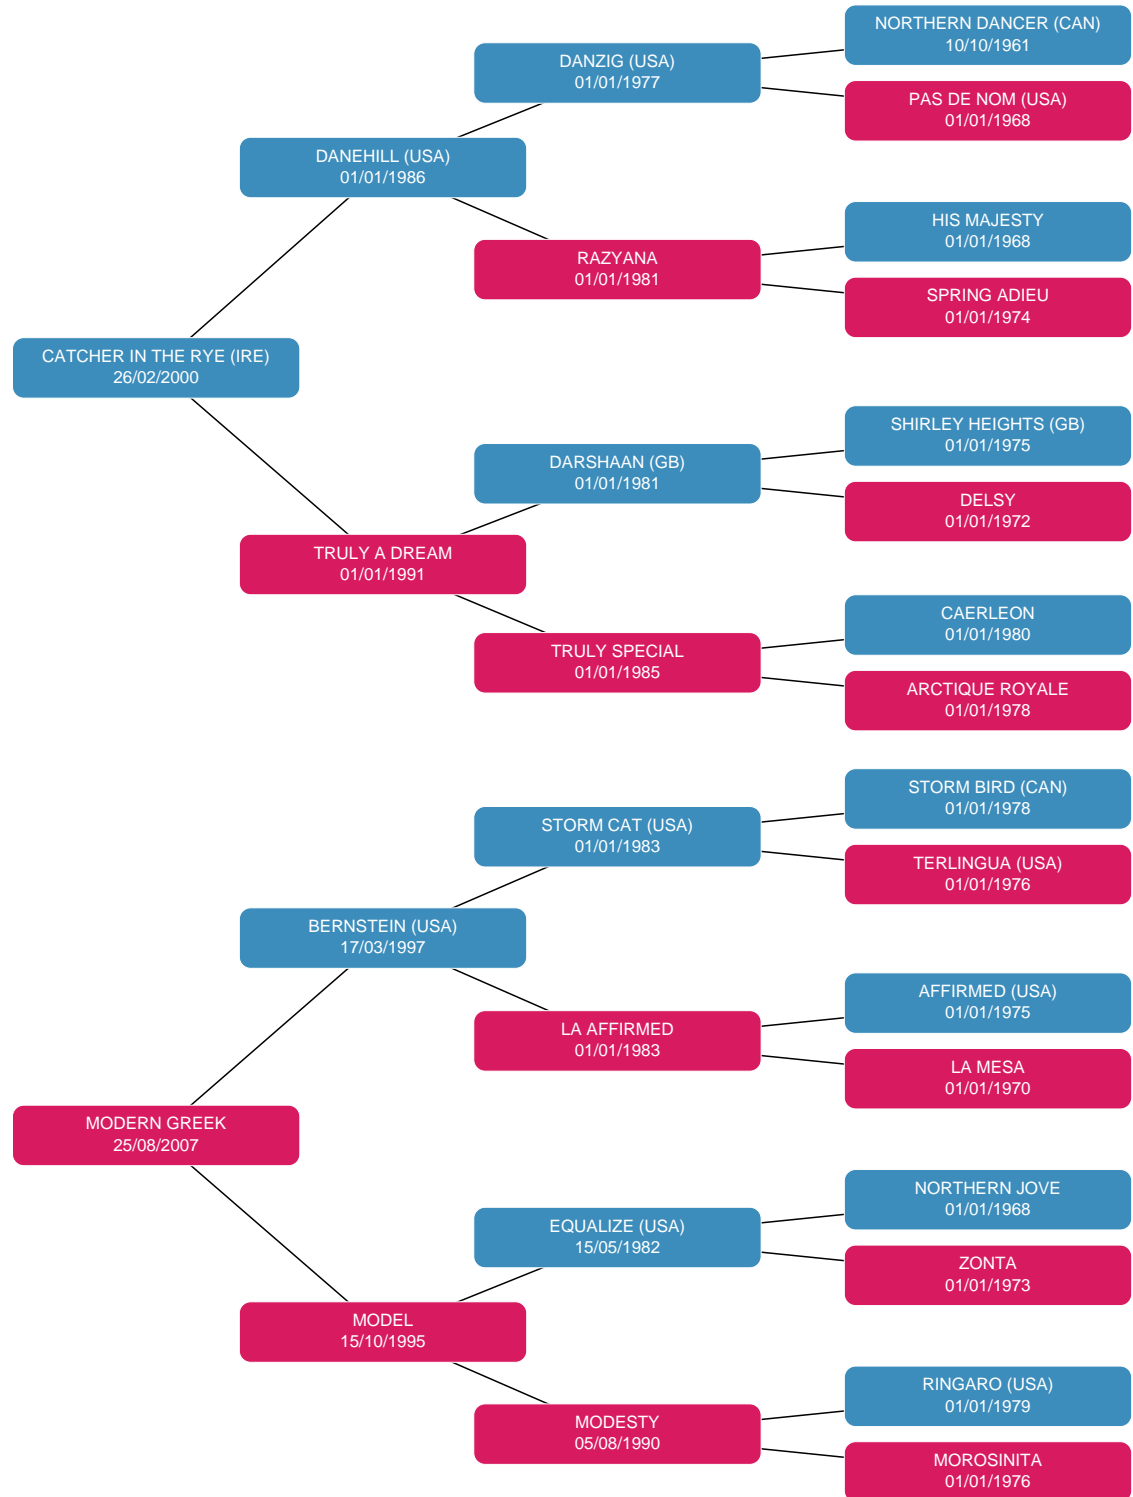 NORTHERN DANCER (CAN)
10/10/1961
DANZIG (USA)
01/01/1977
PAS DE NOM (USA)
01/01/1968
DANEHILL (USA)
01/01/1986
HIS MAJESTY
01/01/1968
RAZYANA
01/01/1981
SPRING ADIEU
01/01/1974
CATCHER IN THE RYE (IRE)
26/02/2000
SHIRLEY HEIGHTS (GB)
01/01/1975
DARSHAAN (GB)
01/01/1981
DELSY
01/01/1972
TRULY A DREAM
01/01/1991
CAERLEON
01/01/1980
TRULY SPECIAL
01/01/1985
ARCTIQUE ROYALE
01/01/1978
STORM BIRD (CAN)
01/01/1978
STORM CAT (USA)
01/01/1983
TERLINGUA (USA)
01/01/1976
BERNSTEIN (USA)
17/03/1997
AFFIRMED (USA)
01/01/1975
LA AFFIRMED
01/01/1983
LA MESA
01/01/1970
MODERN GREEK
25/08/2007
NORTHERN JOVE
01/01/1968
EQUALIZE (USA)
15/05/1982
ZONTA
01/01/1973
MODEL
15/10/1995
RINGARO (USA)
01/01/1979
MODESTY
05/08/1990
MOROSINITA
01/01/1976